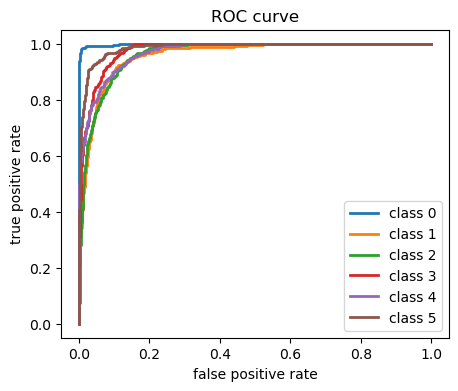 ROC curve
true positive rate
1.0
0.8
0.6
0.4
0.2
0.0
class 0
class 1
class 2
class 3
class 4
class 5
0.0 0.2 0.4 0.6 0.8 1.0
false positive rate